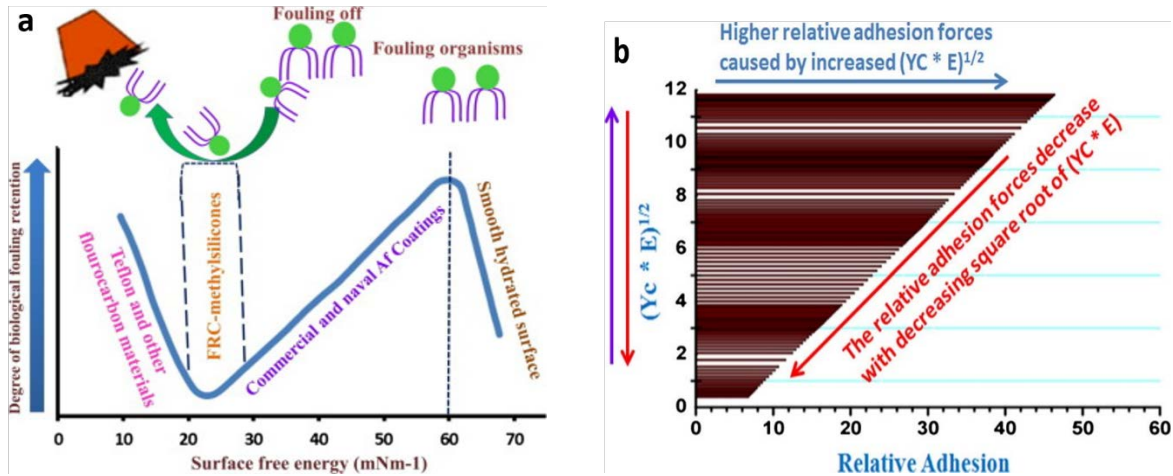 a
Fouling off
Fouling organisms
Degree of biological fouling retention
Teflon and other
flourocarbon materials
FRC-methylsilicones
Commercial and naval Af Coatings
Smooth hydrated surface
0 10 20 30 40 50 60 70
Surface free energy (mNm-1)
b
Higher relative adhesion forces
caused by increased (YC * E)1/2
12
10
8
6
4
2
0
(Yc * E)1/2
The relative adhesion forces decrease
with decreasing square root of (YC * E)
0 10 20 30 40 50 60
Relative Adhesion